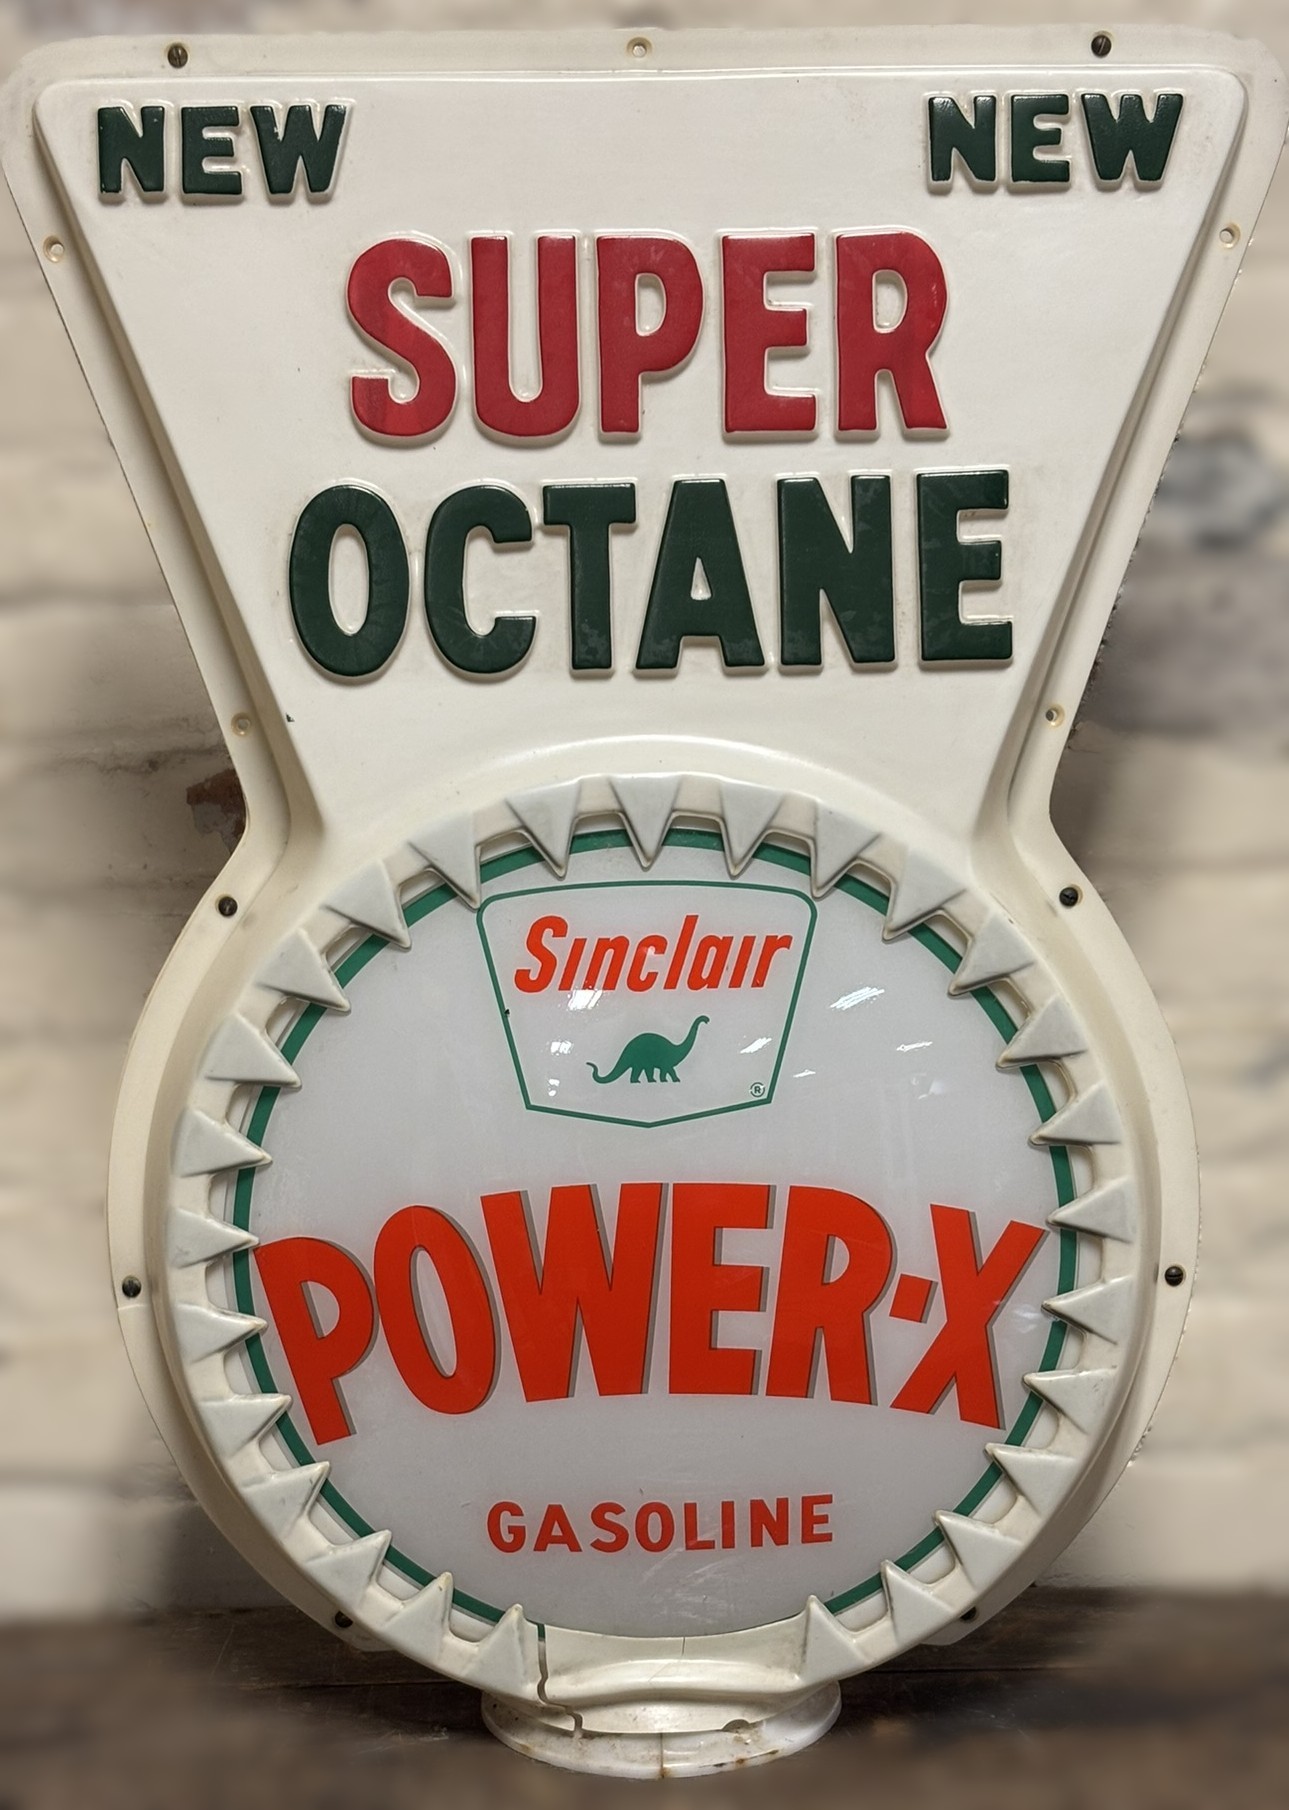 NEW NEW
SUPER
OCTANE
Sinclair
®
POWER-X
GASOLINE